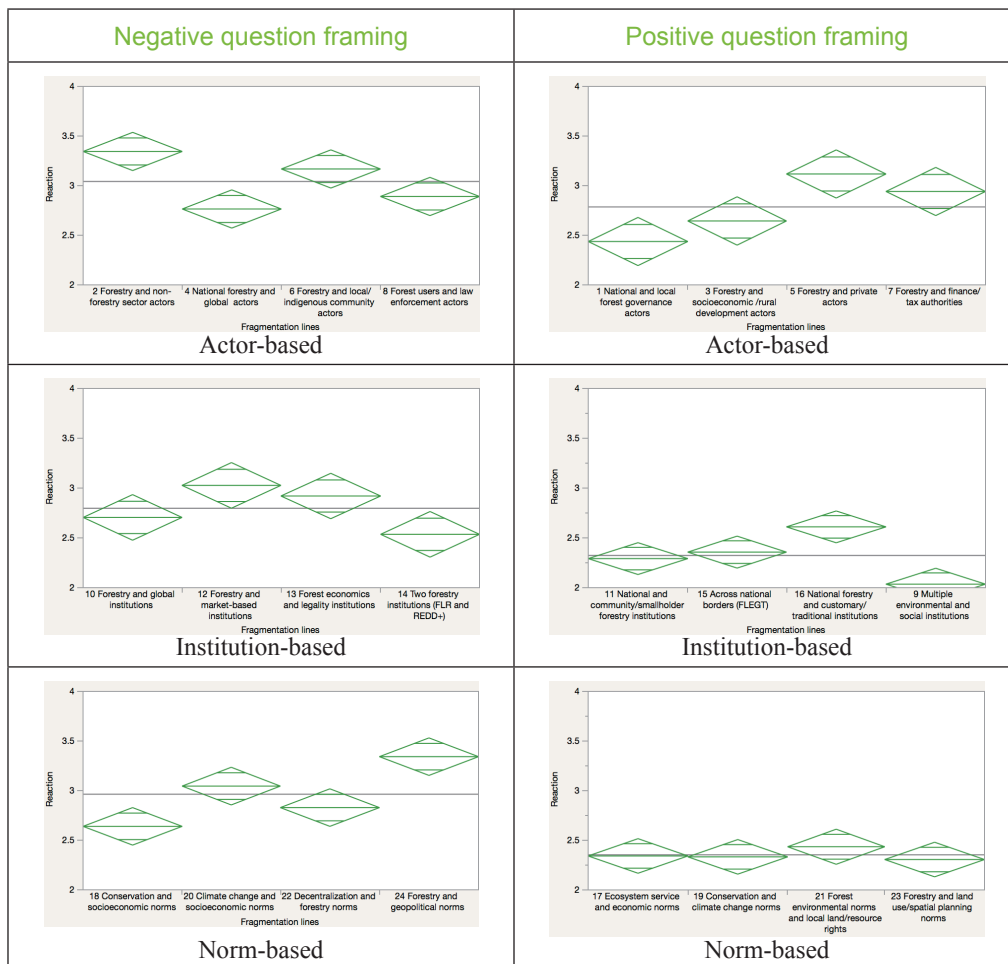 Negative question framing
Positive question framing
4
3.5
3
2.5
2
Reaction
2 Forestry and non-
forestry sector actors
4 National forestry and
global actors
6 Forestry and local/
indigenous community
actors
8 Forest users and law
enforcement actors
Fragmentation lines
Actor-based
4
3.5
3
2.5
2
Reaction
1 National and local
forest governance
actors
3 Forestry and
socioeconomic /rural
development actors
5 Forestry and private
actors
7 Forestry and finance/
tax authorities
Fragmentation lines
Actor-based
4
3.5
3
2.5
2
Reaction
10 Forestry and global
institutions
12 Forestry and
market-based
institutions
13 Forest economics
and legality institutions
14 Two forestry
institutions (FLR and
REDD+)
Fragmentation lines
Institution-based
4
3.5
3
2.5
2
Reaction
11 National and
community/smallholder
forestry institutions
15 Across national
borders (FLEGT)
16 National forestry
and customary/
traditional institutions
9 Multiple
environmental and
social institutions
Fragmentation lines
Institution-based
4
3.5
3
2.5
2
Reaction
18 Conservation and
socioeconomic norms
20 Climate change and
socioeconomic norms
22 Decentralization and
forestry norms
24 Forestry and
geopolitical norms
Fragmentation lines
Norm-based
4
3.5
3
2.5
2
Reaction
17 Ecosystem service
and economic norms
19 Conservation and
climate change norms
21 Forest
environmental norms
and local land/resource
rights
23 Forestry and land
use/spatial planning
norms
Fragmentation lines
Norm-based